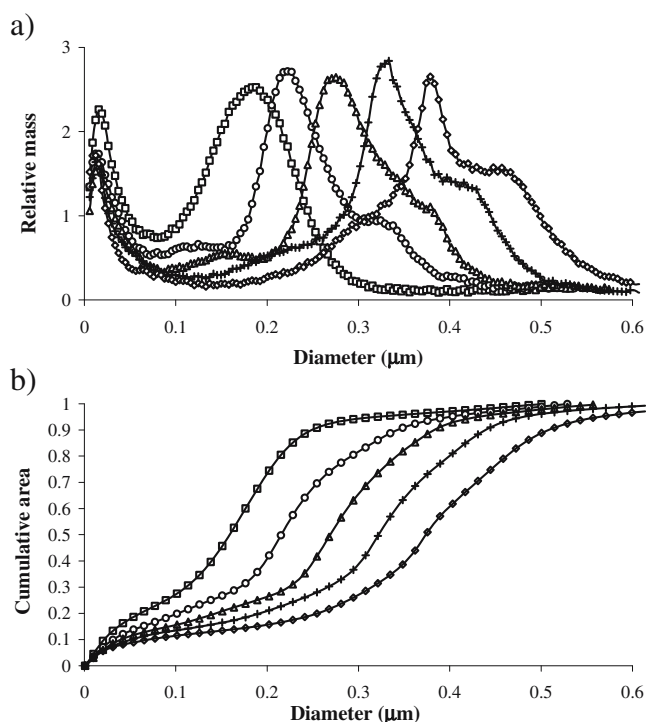 a)
3
2
1
0
Relative mass
0 0.1 0.2 0.3 0.4 0.5 0.6
Diameter (μm)
b)
1
0.9
0.8
0.7
0.6
0.5
0.4
0.3
0.2
0.1
0
Cumulative area
0 0.1 0.2 0.3 0.4 0.5 0.6
Diameter (μm)